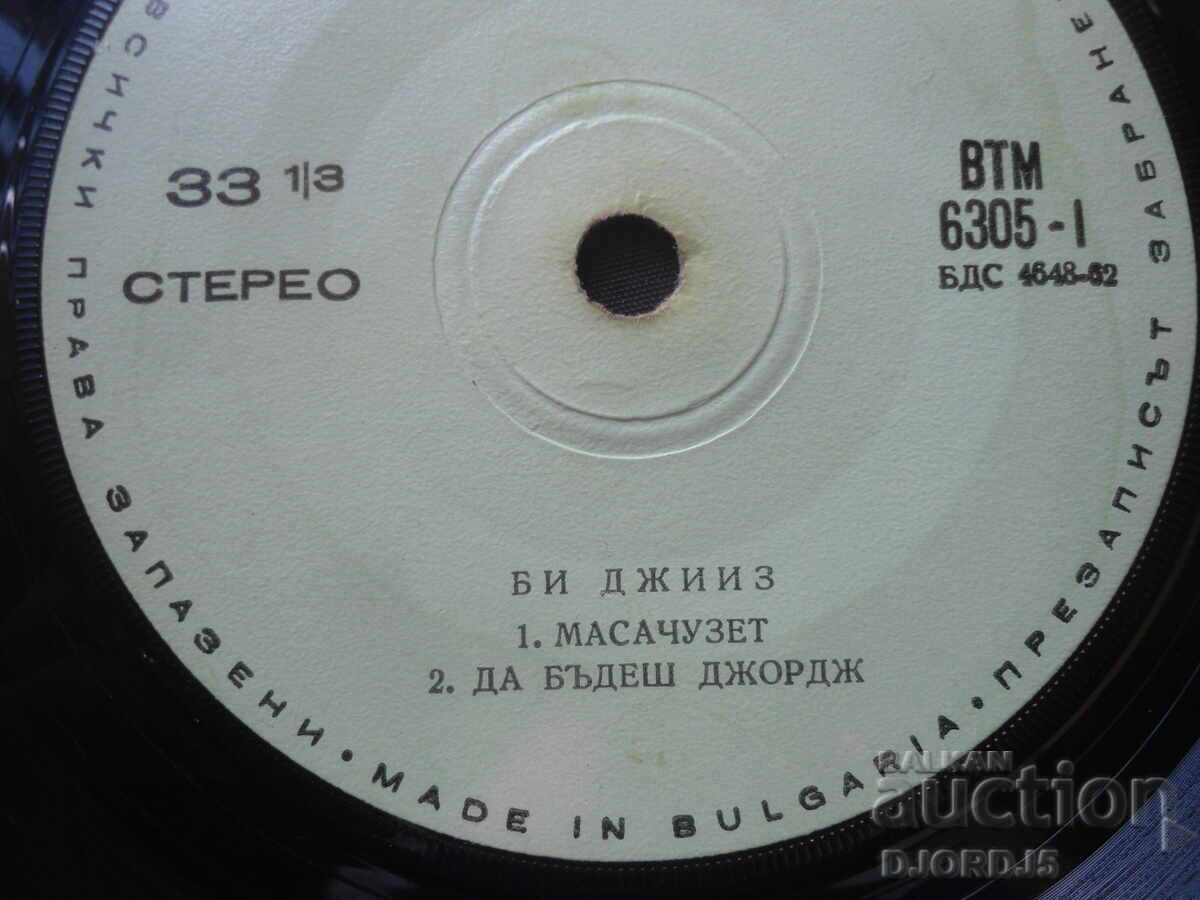 ВСИЧКИ ПРАВА ЗАПАЗЕНИ • MADE IN BULGARIA • ПРЕЗАПИСЪТ ЗАБРАНЕ
33 1/3
СТЕРЕО
ВТМ
6305-I
БДС 4648-62
БИ ДЖИИЗ
1. МАСАЧУЗЕТ
2. ДА БЪДЕШ ДЖОРДЖ
BALKAN
auction
DJORDJ5